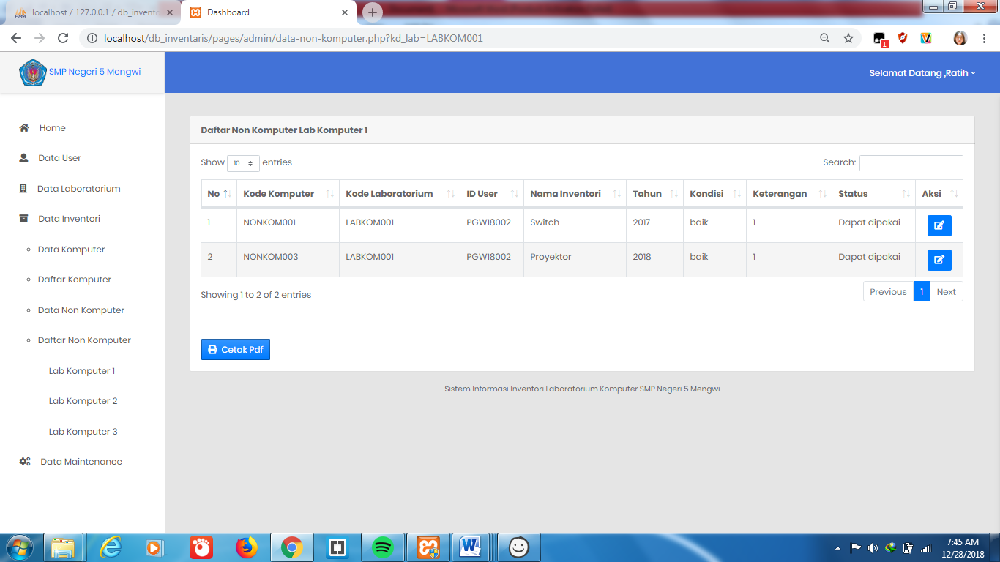 localhost / 127.0.0.1 / db_invento
Dashboard
localhost/db_inventaris/pages/admin/data-non-komputer.php?kd_lab=LABKOM001
1
SMP Negeri 5 Mengwi
Selamat Datang ,Ratih
Home
Data User
Data Laboratorium
Data Inventori
Data Komputer
Daftar Komputer
Data Non Komputer
Daftar Non Komputer
Lab Komputer 1
Lab Komputer 2
Lab Komputer 3
Data Maintenance
Daftar Non Komputer Lab Komputer 1
Show 10 entries
Search:
No Kode Komputer Kode Laboratorium ID User Nama Inventori Tahun Kondisi Keterangan Status Aksi
1 NONKOM001 LABKOM001 PGW18002 Switch 2017 baik 1 Dapat dipakai
2 NONKOM003 LABKOM001 PGW18002 Proyektor 2018 baik 1 Dapat dipakai
Showing 1 to 2 of 2 entries
Previous 1 Next
Cetak Pdf
Sistem Informasi Inventori Laboratorium Komputer SMP Negeri 5 Mengwi
7:45 AM
12/28/2018